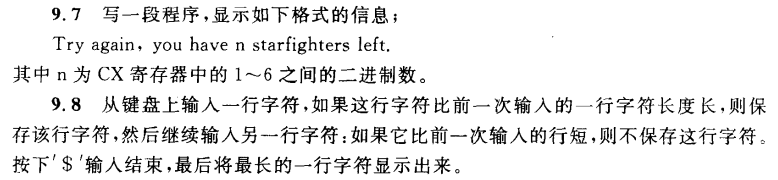 9.7 写一段程序,显示如下格式的信息;
Try again, you have n starfighters left.
其中 n 为 CX 寄存器中的 1～6 之间的二进制数。
9.8 从键盘上输入一行字符,如果这行字符比前一次输入的一行字符长度长,则保
存该行字符,然后继续输入另一行字符;如果它比前一次输入的行短,则不保存这行字符。
按下'$'输入结束,最后将最长的一行字符显示出来。